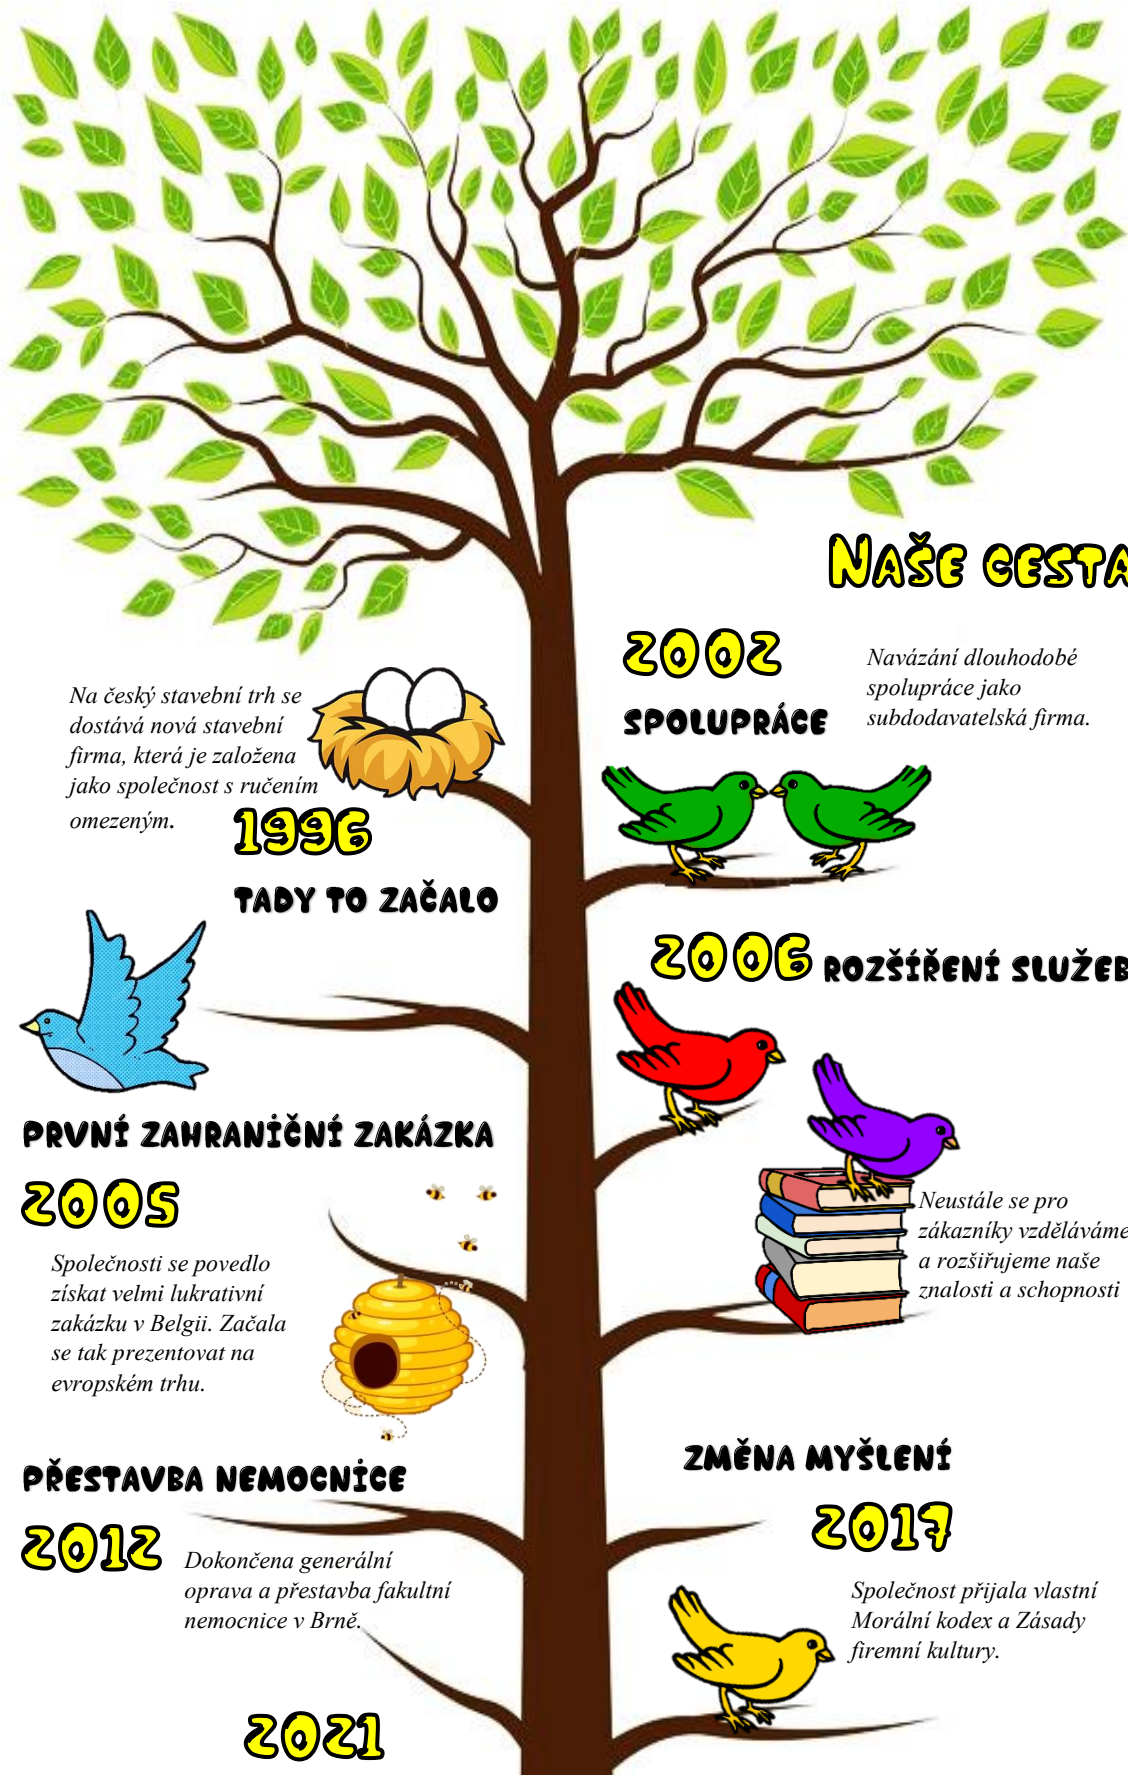 NAŠE CESTA
Na český stavební trh se
dostává nová stavební
firma, která je založena
jako společnost s ručením
omezeným.
1996
TADY TO ZAČALO
2002
SPOLUPRÁCE
Navázání dlouhodobé
spolupráce jako
subdodavatelská firma.
PRVNÍ ZAHRANIČNÍ ZAKÁZKA
2005
Společnosti se povedlo
získat velmi lukrativní
zakázku v Belgii. Začala
se tak prezentovat na
evropském trhu.
2006 ROZŠÍŘENÍ SLUŽEB
Neustále se pro
zákazníky vzděláváme
a rozšiřujeme naše
znalosti a schopnosti
PŘESTAVBA NEMOCNICE
2012
Dokončena generální
oprava a přestavba fakultní
nemocnice v Brně.
ZMĚNA MYŠLENÍ
2017
Společnost přijala vlastní
Morální kodex a Zásady
firemní kultury.
2021